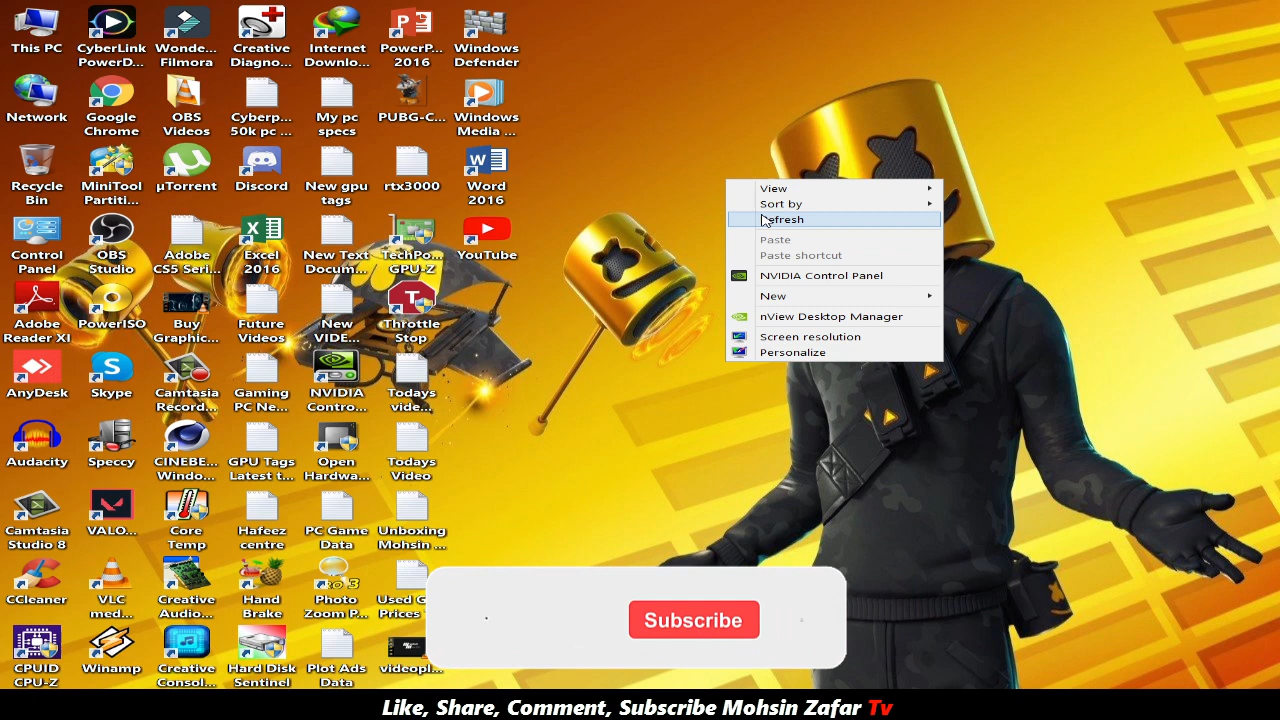 This PC
CyberLink
PowerD...
Wonde...
Filmora
Creative
Diagno...
Internet
Downlo...
PowerP...
2016
Windows
Defender
Network
Google
Chrome
OBS
Videos
Cyberp...
50k pc ...
My pc
specs
PUBG-C...
Windows
Media ...
Recycle
Bin
MiniTool
Partiti...
µTorrent
Discord
New gpu
tags
rtx3000
Word
2016
Control
Panel
OBS
Studio
Adobe
CS5 Seri...
Excel
2016
New Text
Docum...
TechPo...
GPU-Z
YouTube
Adobe
Reader XI
PowerISO
Buy
Graphic...
Future
Videos
New
VIDE...
Throttle
Stop
AnyDesk
Skype
Camtasia
Record...
Gaming
PC Ne...
NVIDIA
Contro...
Todays
vide...
Audacity
Speccy
CINEBE...
Windo...
GPU Tags
Latest t...
Open
Hardwa...
Todays
Video
Camtasia
Studio 8
VALO...
Core
Temp
Hafeez
centre
PC Game
Data
Unboxing
Mohsin ...
CCleaner
VLC
med...
Creative
Audio...
Hand
Brake
Photo
Zoom P...
Used G
Prices
CPUID
CPU-Z
Winamp
Creative
Consol...
Hard Disk
Sentinel
Plot Ads
Data
videopl...
View
Sort by
efresh
Paste
Paste shortcut
NVIDIA Control Panel
New
nView Desktop Manager
Screen resolution
Personalize
Subscribe
Like, Share, Comment, Subscribe Mohsin Zafar Tv